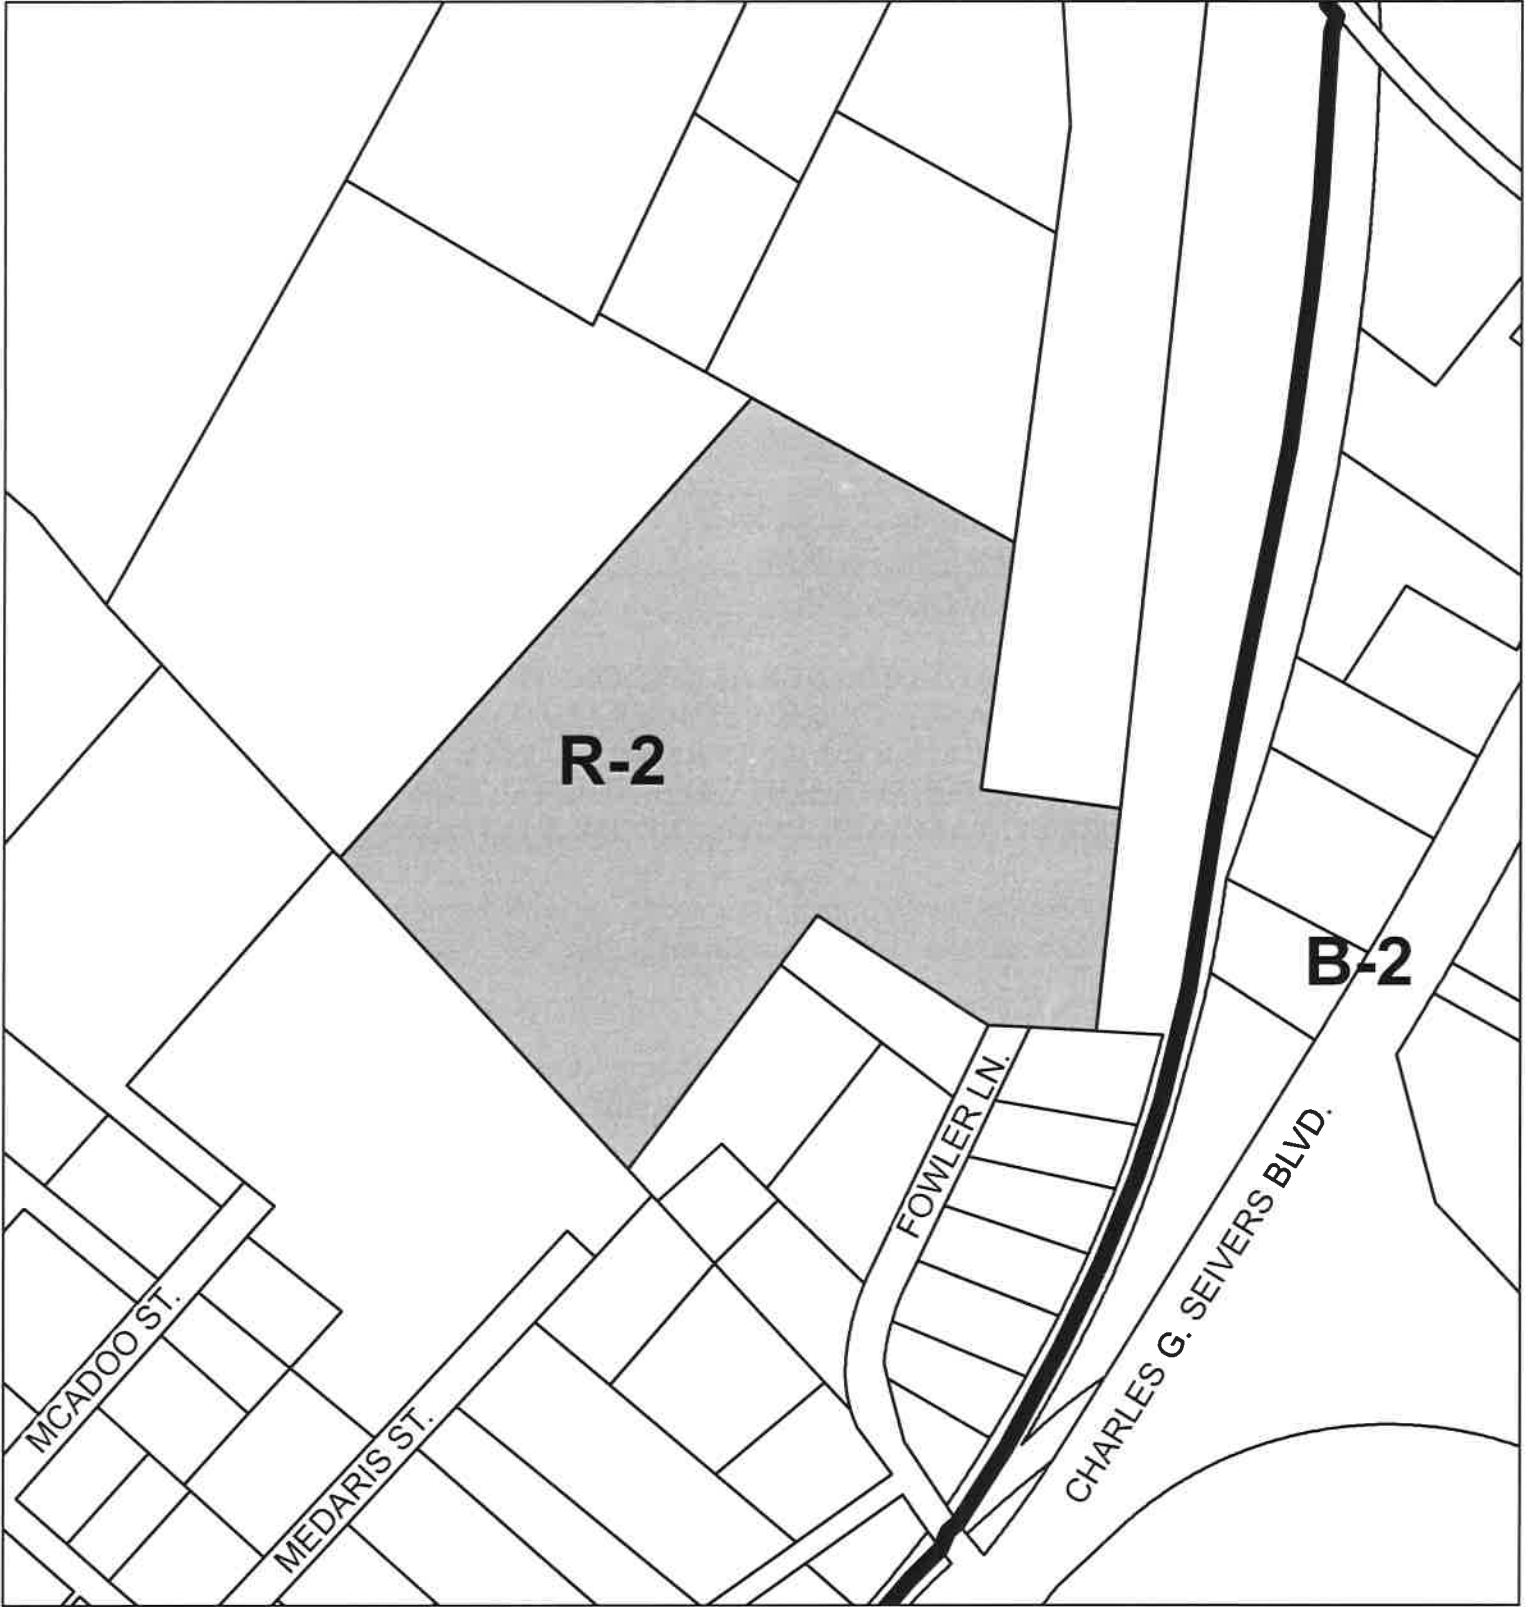 R-2
B-2
FOWLER LN.
CHARLES G. SEIVERS BLVD.
MCADOO ST.
MEDARIS ST.